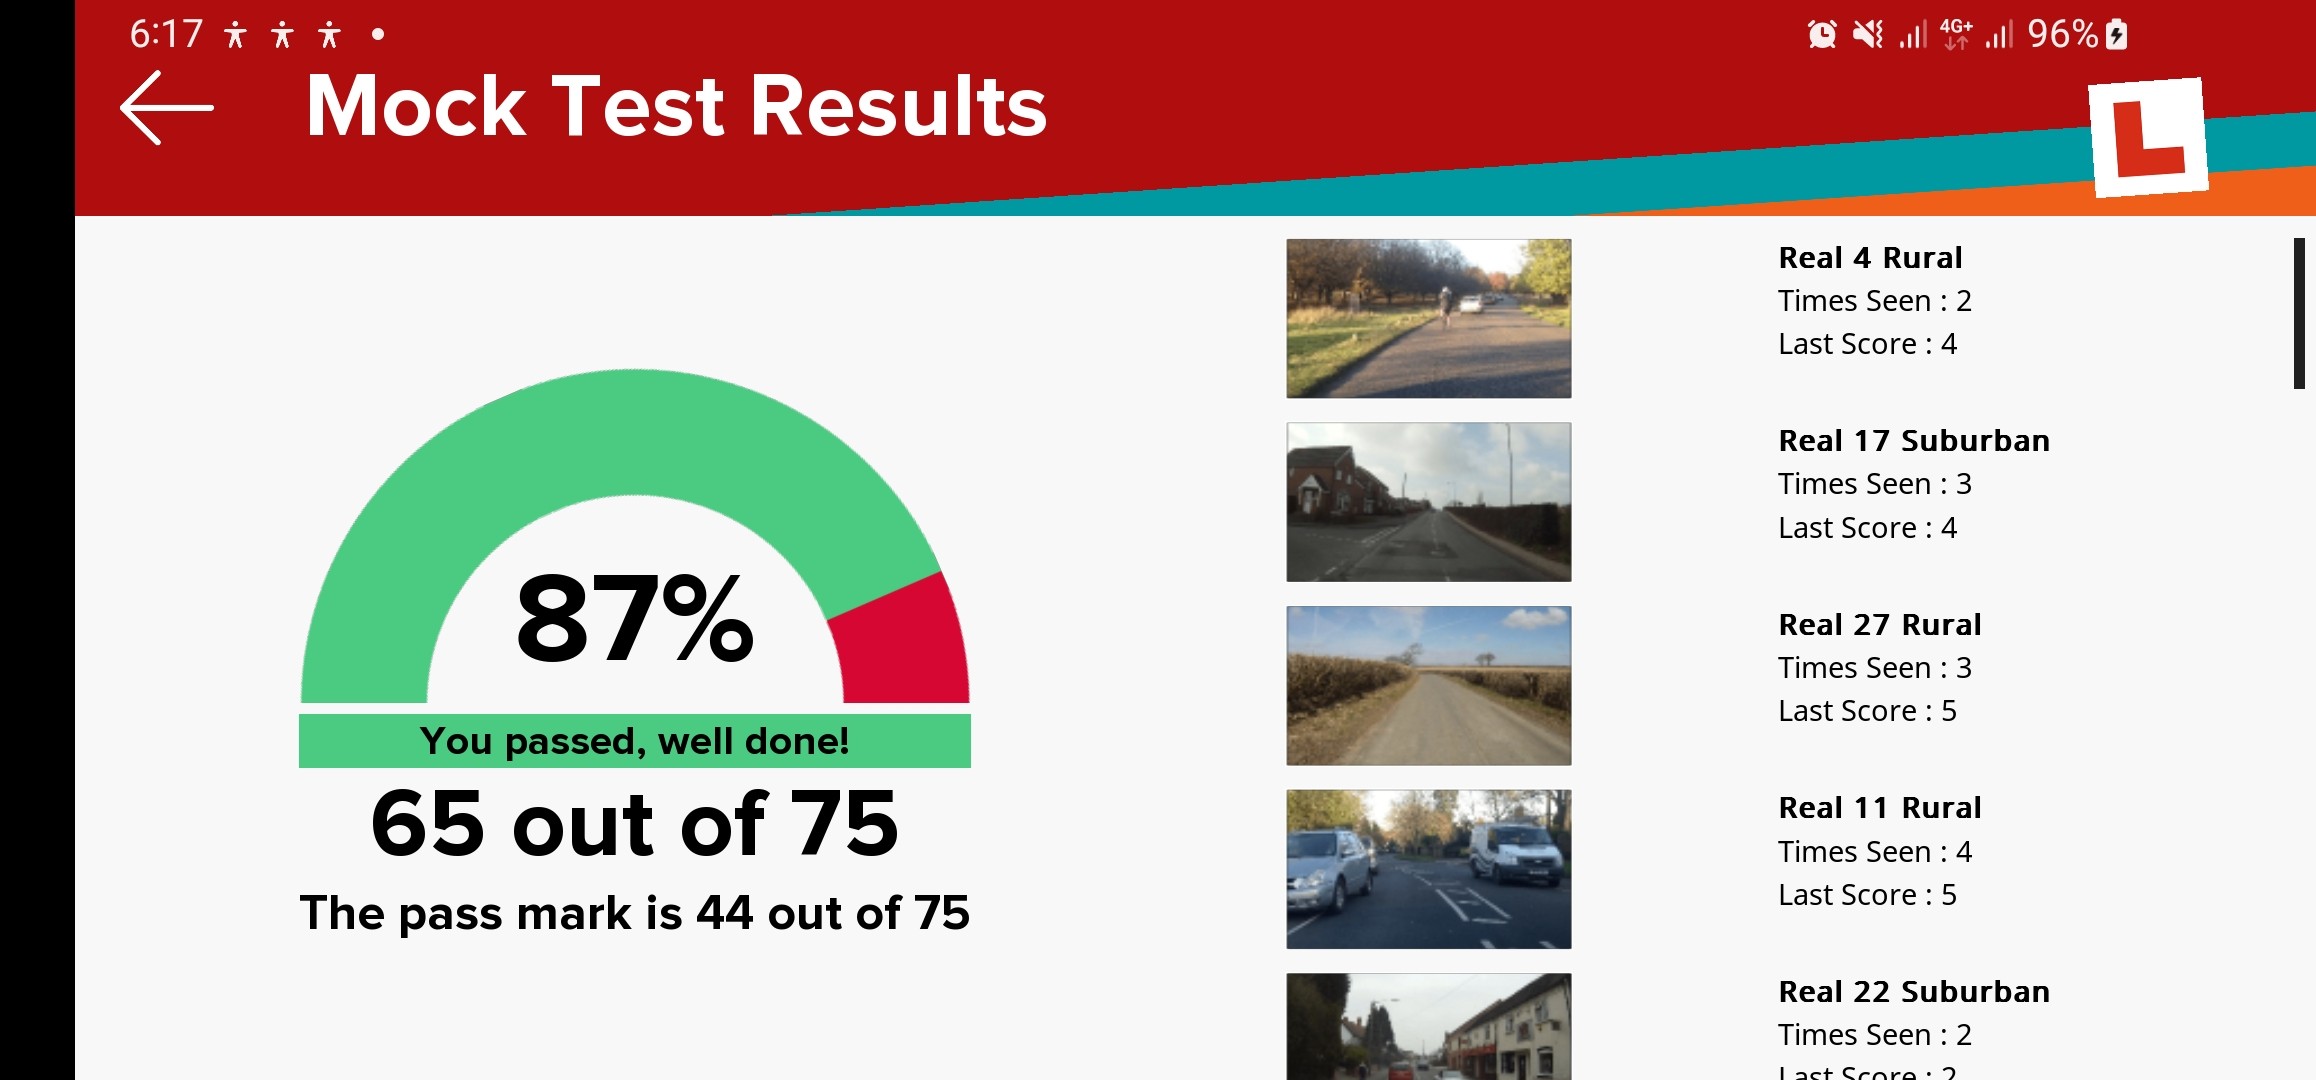 6:17
4G+
96%
Mock Test Results
L
87%
You passed, well done!
65 out of 75
The pass mark is 44 out of 75
Real 4 Rural
Times Seen : 2
Last Score : 4
Real 17 Suburban
Times Seen : 3
Last Score : 4
Real 27 Rural
Times Seen : 3
Last Score : 5
Real 11 Rural
Times Seen : 4
Last Score : 5
Real 22 Suburban
Times Seen : 2
Last Score : 2